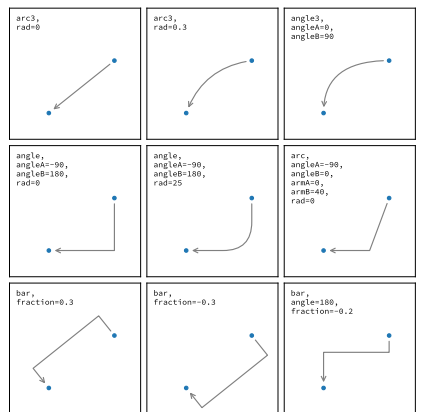 arc3,
rad=0
arc3,
rad=0.3
angle3,
angleA=0,
angleB=90
angle,
angleA=−90,
angleB=180,
rad=0
angle,
angleA=−90,
angleB=180,
rad=25
arc,
angleA=−90,
angleB=0,
armA=0,
armB=40,
rad=0
bar,
fraction=0.3
bar,
fraction=−0.3
bar,
angle=180,
fraction=−0.2